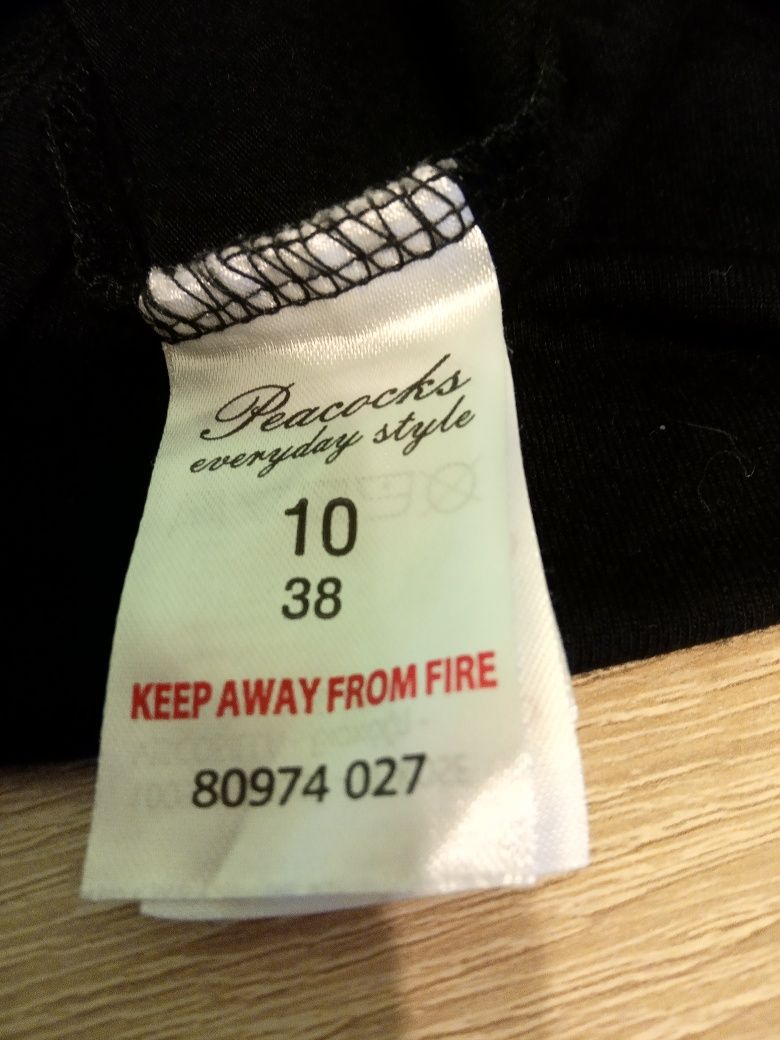 Peacocks
everyday style
10
38
KEEP AWAY FROM FIRE
80974 027